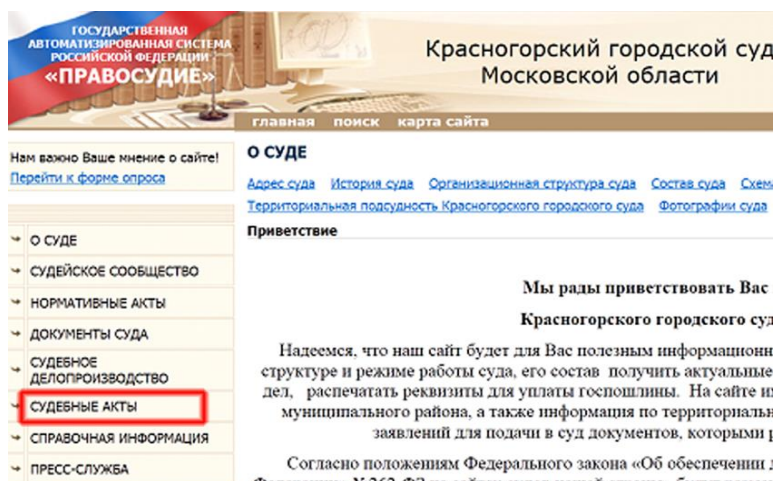 ГОСУДАРСТВЕННАЯ
АВТОМАТИЗИРОВАННАЯ СИСТЕМА
РОССИЙСКОЙ ФЕДЕРАЦИИ
«ПРАВОСУДИЕ»
Красногорский городской суд
Московской области
главная поиск карта сайта
Нам важно Ваше мнение о сайте!
Перейти к форме опроса
О СУДЕ
СУДЕЙСКОЕ СООБЩЕСТВО
НОРМАТИВНЫЕ АКТЫ
ДОКУМЕНТЫ СУДА
СУДЕБНОЕ
ДЕЛОПРОИЗВОДСТВО
СУДЕБНЫЕ АКТЫ
СПРАВОЧНАЯ ИНФОРМАЦИЯ
ПРЕСС-СЛУЖБА
О СУДЕ
Адрес суда История суда Организационная структура суда Состав суда Схема
Территориальная подсудность Красногорского городского суда Фотографии суда
Приветствие
Мы рады приветствовать Вас
Красногорского городского суд
Надеемся, что наш сайт будет для Вас полезным информационн
структуре и режиме работы суда, его состав получить актуальные
дел, распечатать реквизиты для уплаты госпошлины. На сайте им
муниципального района, а также информация по территориальн
заявлений для подачи в суд документов, которыми р
Согласно положениям Федерального закона «Об обеспечении д